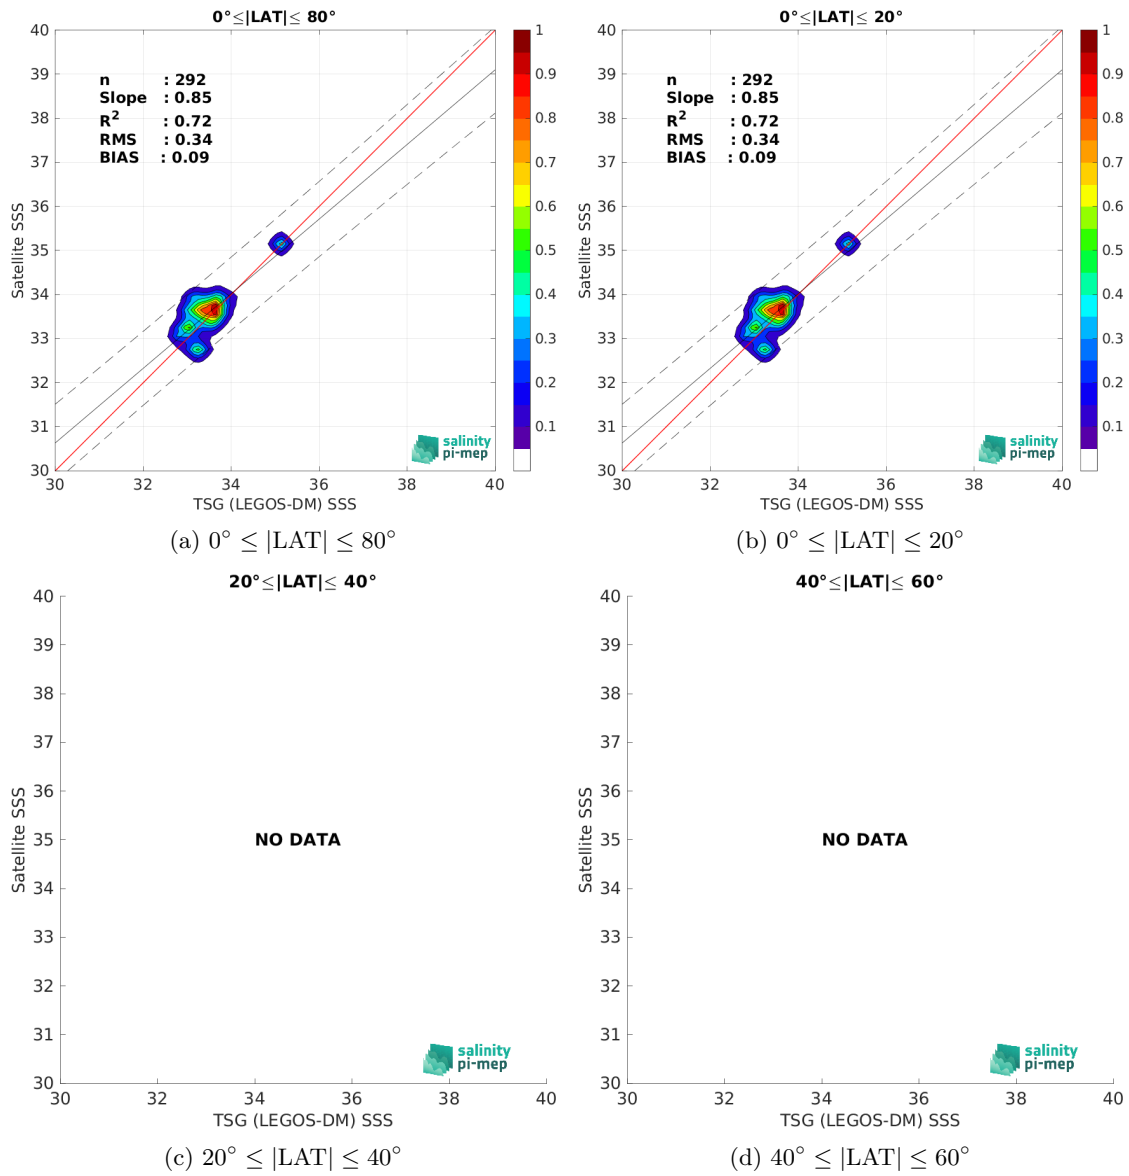 0°≤|LAT|≤ 80°
40
39
38
37
36
35
34
33
32
31
30
Satellite SSS
n : 292
Slope : 0.85
R² : 0.72
RMS : 0.34
BIAS : 0.09
1
0.9
0.8
0.7
0.6
0.5
0.4
0.3
0.2
0.1
salinity
pi-mep
30 32 34 36 38 40
TSG (LEGOS-DM) SSS
(a) 0° ≤ |LAT| ≤ 80°
0°≤|LAT|≤ 20°
40
39
38
37
36
35
34
33
32
31
30
Satellite SSS
n : 292
Slope : 0.85
R² : 0.72
RMS : 0.34
BIAS : 0.09
1
0.9
0.8
0.7
0.6
0.5
0.4
0.3
0.2
0.1
salinity
pi-mep
30 32 34 36 38 40
TSG (LEGOS-DM) SSS
(b) 0° ≤ |LAT| ≤ 20°
20°≤|LAT|≤ 40°
40
39
38
37
36
35
34
33
32
31
30
Satellite SSS
NO DATA
salinity
pi-mep
30 32 34 36 38 40
TSG (LEGOS-DM) SSS
(c) 20° ≤ |LAT| ≤ 40°
40°≤|LAT|≤ 60°
40
39
38
37
36
35
34
33
32
31
30
Satellite SSS
NO DATA
salinity
pi-mep
30 32 34 36 38 40
TSG (LEGOS-DM) SSS
(d) 40° ≤ |LAT| ≤ 60°